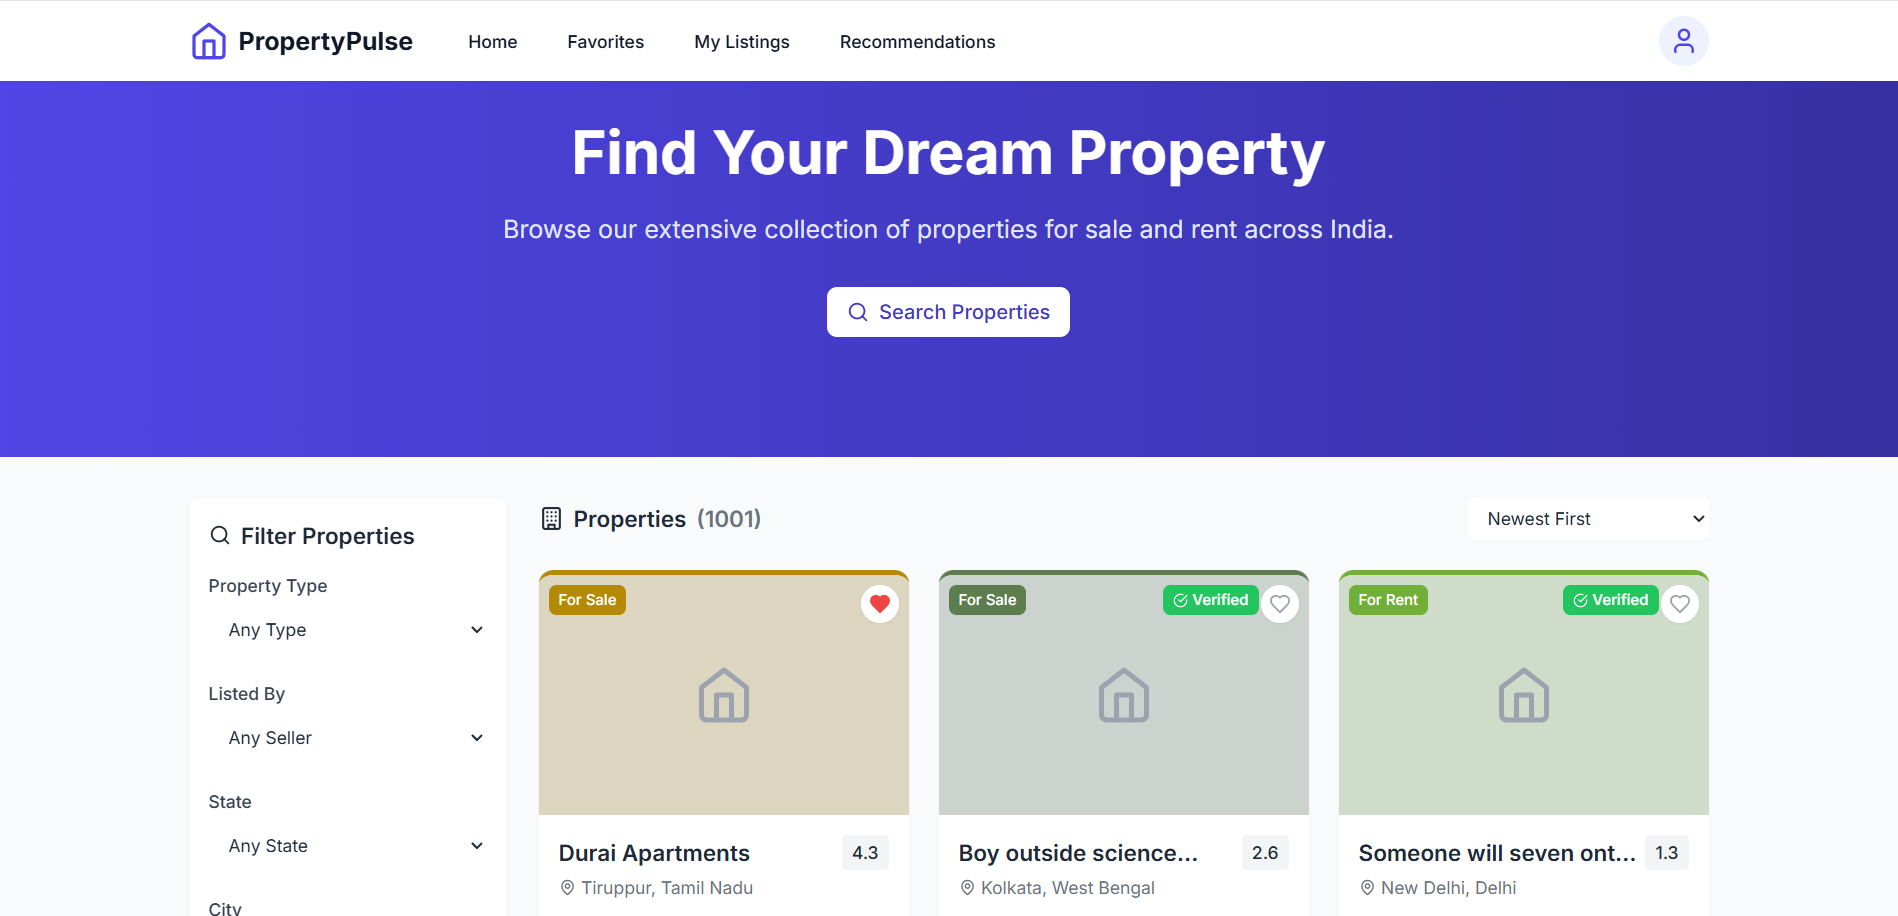 PropertyPulse
Home
Favorites
My Listings
Recommendations
Find Your Dream Property
Browse our extensive collection of properties for sale and rent across India.
Search Properties
Filter Properties
Property Type
Any Type
Listed By
Any Seller
State
Any State
City
Properties (1001)
Newest First
For Sale
Durai Apartments
4.3
Tiruppur, Tamil Nadu
For Sale
Verified
Boy outside science...
2.6
Kolkata, West Bengal
For Rent
Verified
Someone will seven ont...
1.3
New Delhi, Delhi